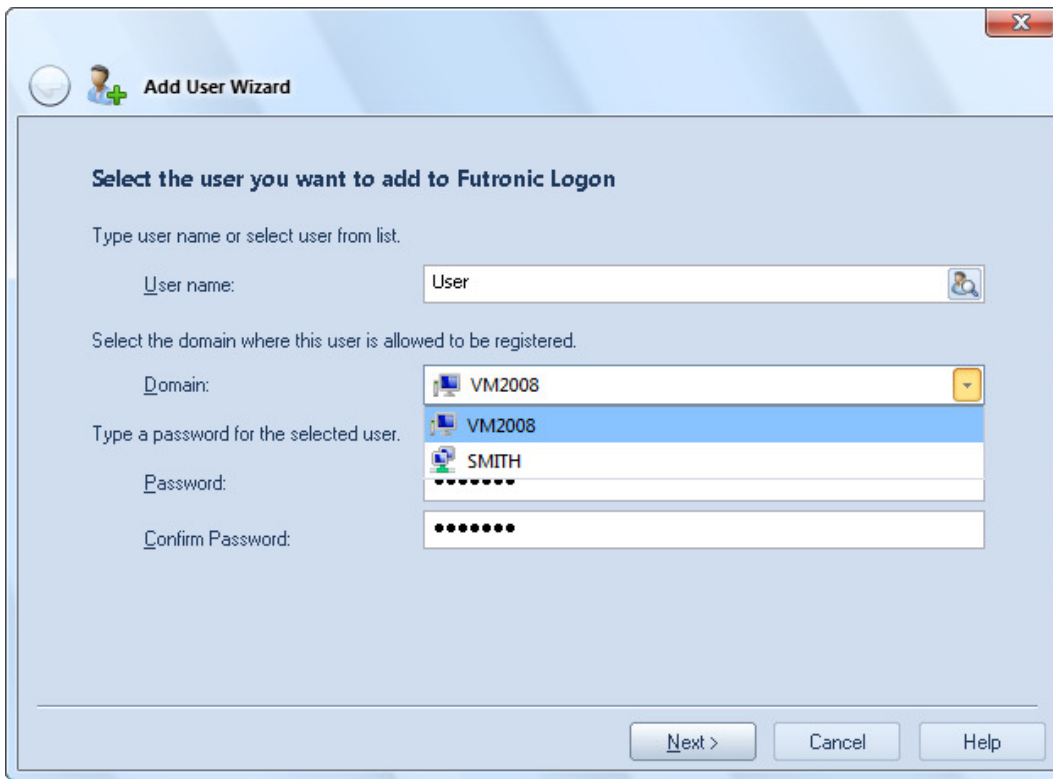 Add User Wizard
Select the user you want to add to Futronic Logon
Type user name or select user from list.
User name: User
Select the domain where this user is allowed to be registered.
Domain: VM2008
VM2008
Type a password for the selected user.
SMITH
Password: •••••••
Confirm Password: •••••••
Next > Cancel Help